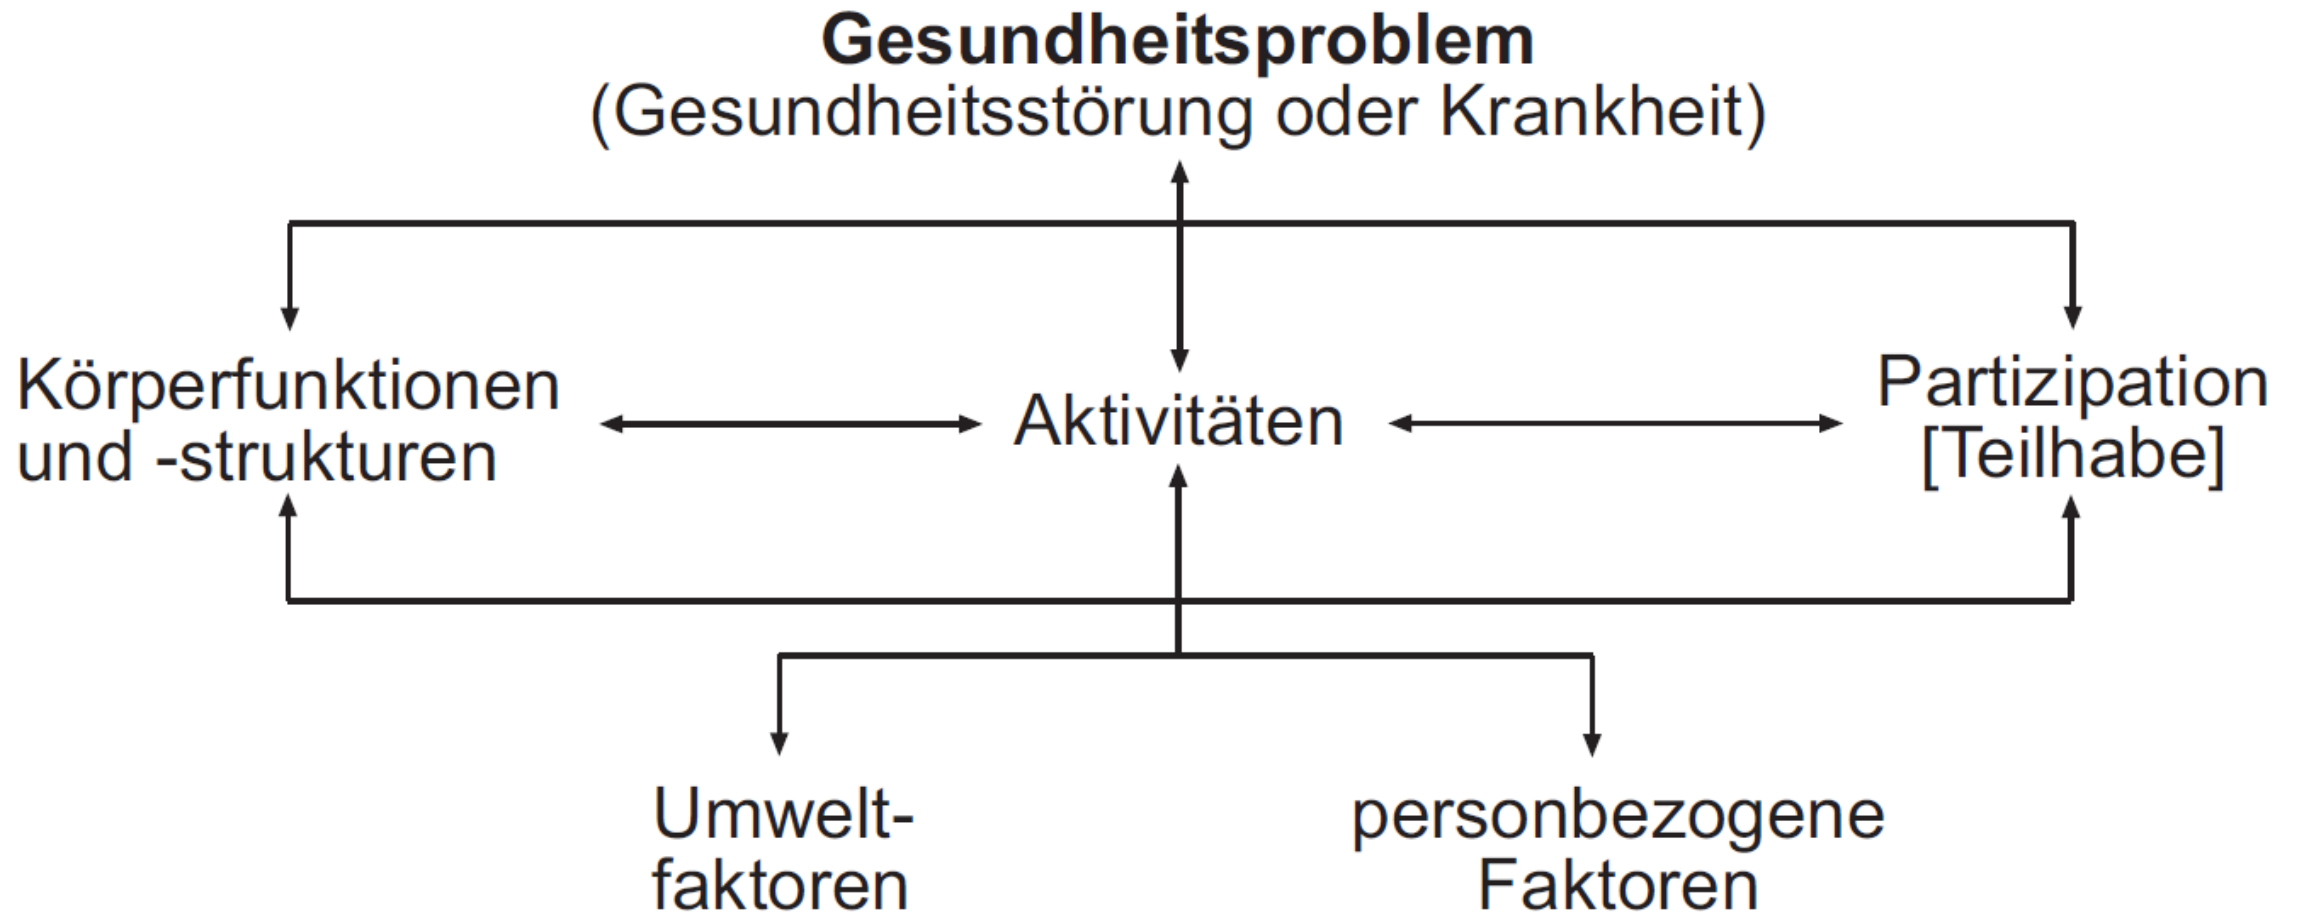 Gesundheitsproblem
(Gesundheitsstörung oder Krankheit)
Körperfunktionen
und -strukturen
Aktivitäten
Partizipation
[Teilhabe]
Umwelt-
faktoren
personbezogene
Faktoren